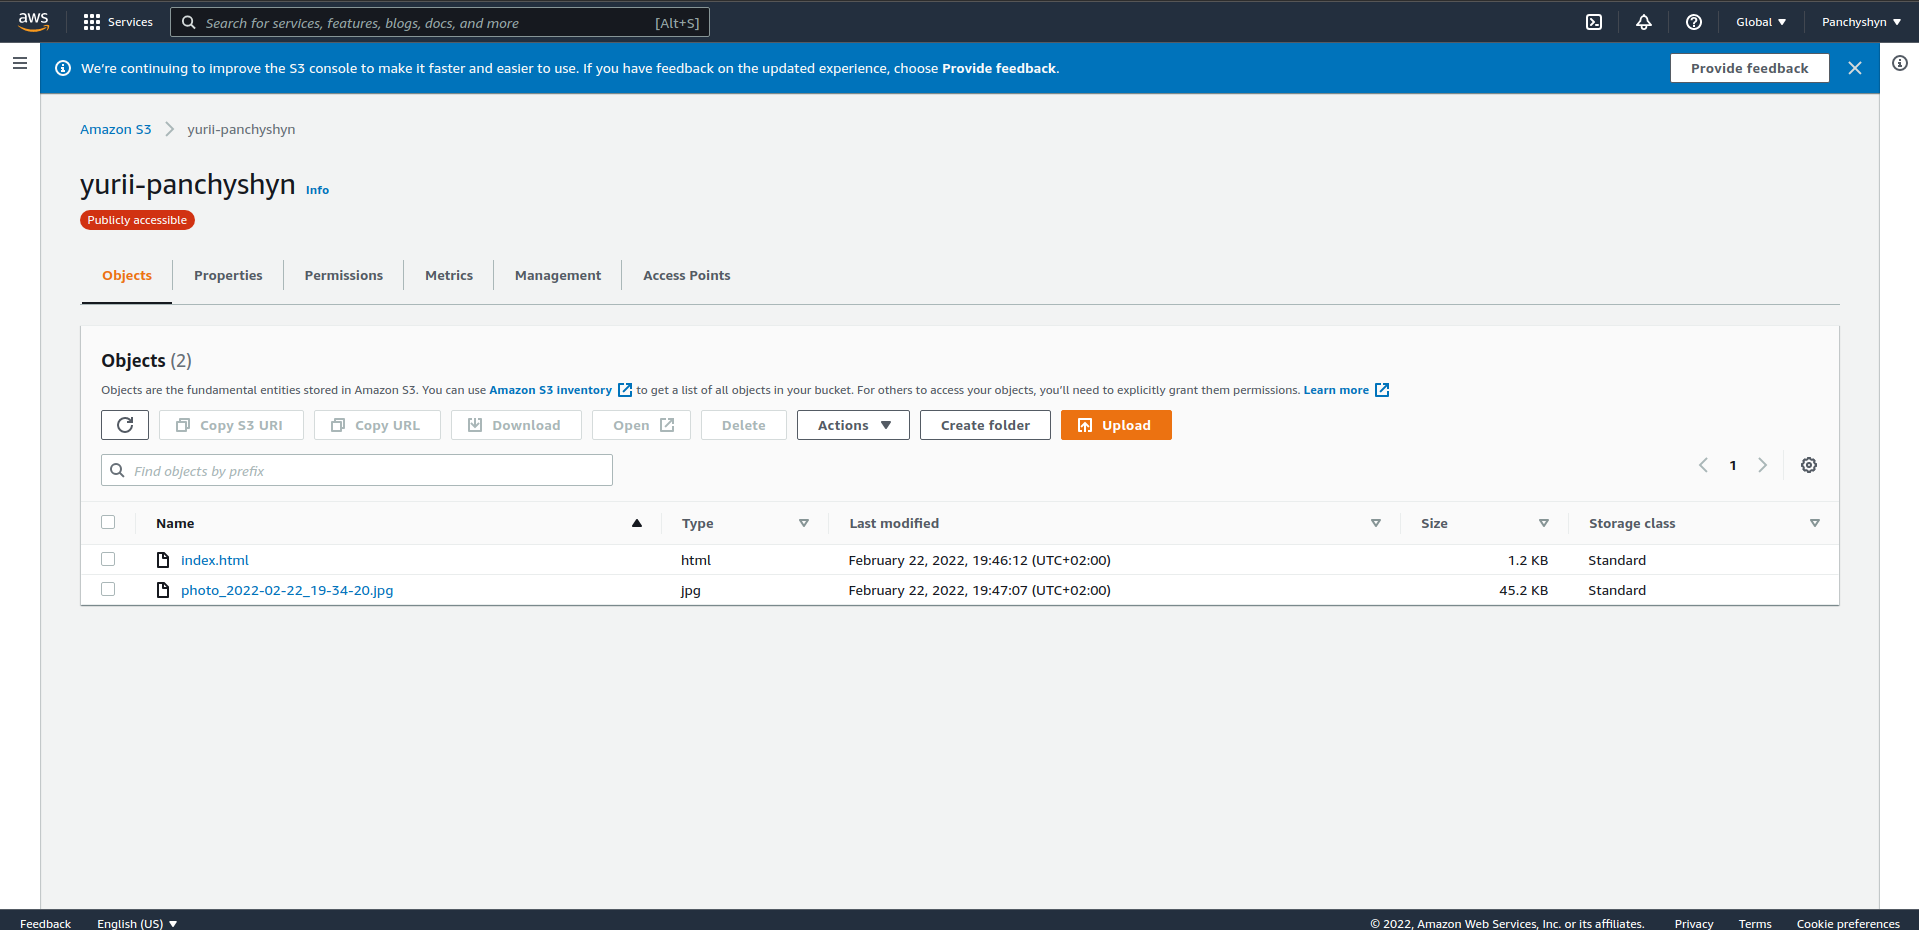 aws Services Search for services, features, blogs, docs, and more [Alt+S] Global Panchyshyn
We're continuing to improve the S3 console to make it faster and easier to use. If you have feedback on the updated experience, choose Provide feedback. Provide feedback
Amazon S3 yurii-panchyshyn
yurii-panchyshyn Info
Publicly accessible
Objects Properties Permissions Metrics Management Access Points
Objects (2)
Objects are the fundamental entities stored in Amazon S3. You can use Amazon S3 inventory to get a list of all objects in your bucket. For others to access your objects, you'll need to explicitly grant them permissions. Learn more
Copy S3 URI Copy URL Download Open Delete Actions Create folder Upload
Find objects by prefix 1
Name Type Last modified Size Storage class
index.html html February 22, 2022, 19:46:12 (UTC+02:00) 1.2 KB Standard
photo_2022-02-22_19-34-20.jpg jpg February 22, 2022, 19:47:07 (UTC+02:00) 45.2 KB Standard
Feedback English (US) © 2022, Amazon Web Services, Inc. or its affiliates. Privacy Terms Cookie preferences